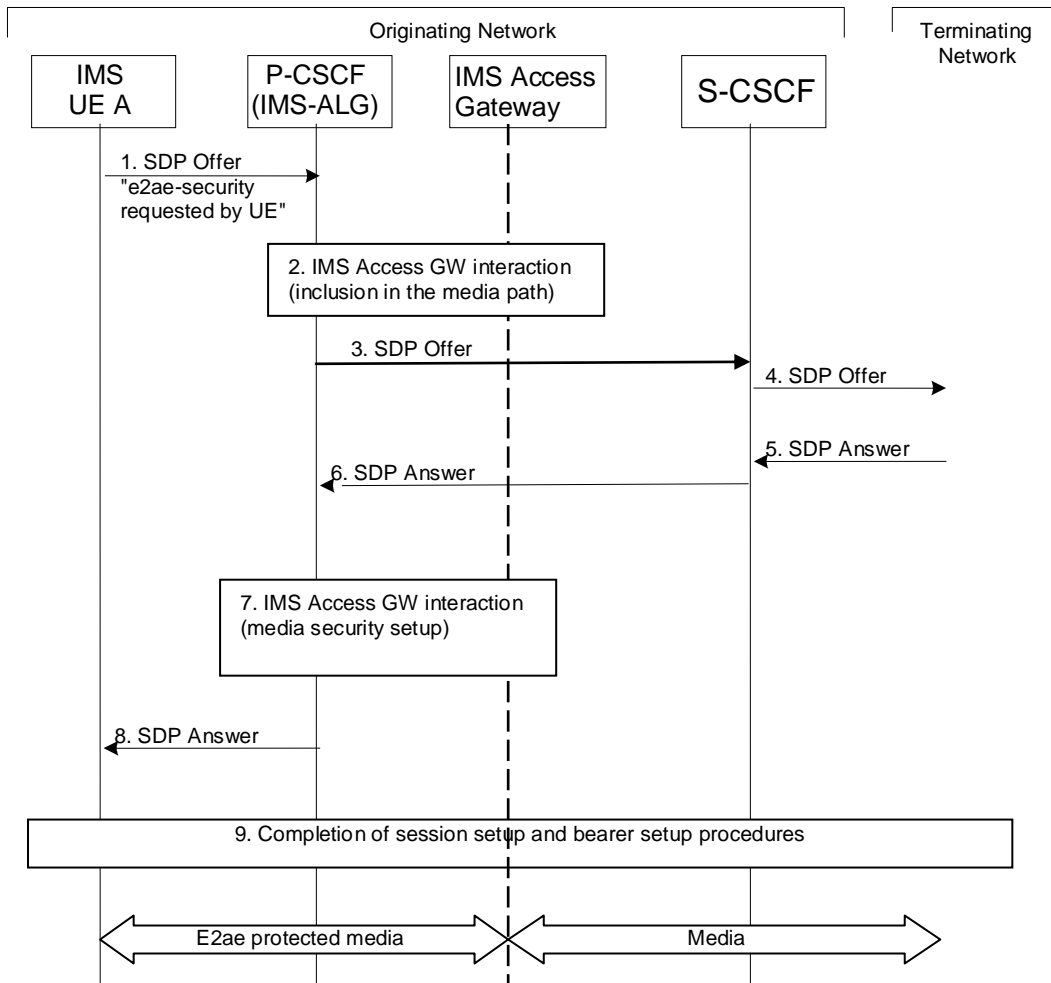 Originating Network
Terminating
Network
IMS
UE A
P-CSCF
(IMS-ALG)
IMS Access
Gateway
S-CSCF
1. SDP Offer
"e2ae-security
requested by UE"
2. IMS Access GW interaction
(inclusion in the media path)
3. SDP Offer
4. SDP Offer
5. SDP Answer
6. SDP Answer
7. IMS Access GW interaction
(media security setup)
8. SDP Answer
9. Completion of session setup and bearer setup procedures
E2ae protected media
Media